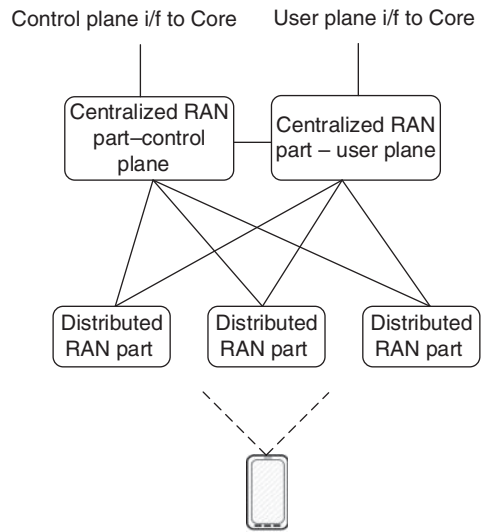 Control plane i/f to Core
User plane i/f to Core
Centralized RAN
part–control
plane
Centralized RAN
part – user plane
Distributed
RAN part
Distributed
RAN part
Distributed
RAN part